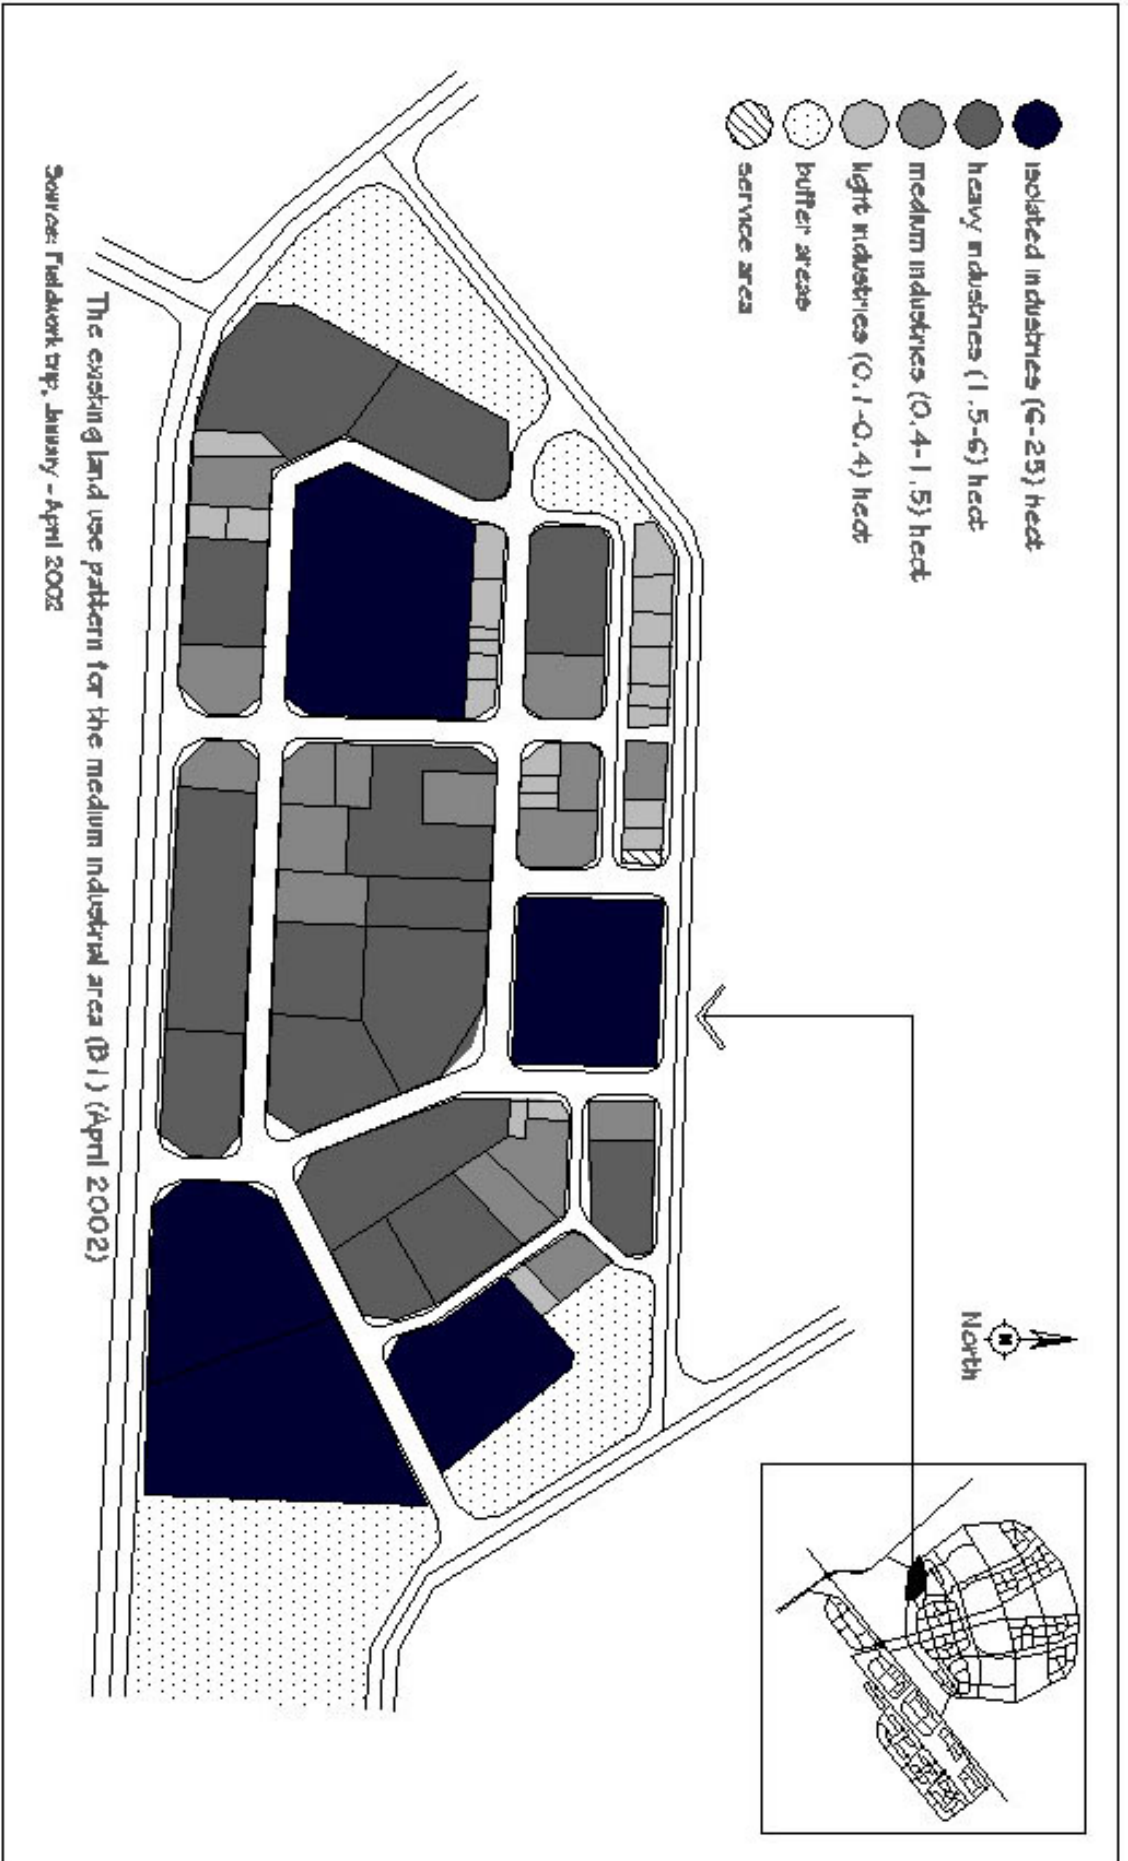 isolated industries (6-25) hect
heavy industries (1.5-6) hect
medium industries (0.4-1.5) hect
light industries (0.1-0.4) hect
buffer areas
service area
N
North
The existing land use pattern for the medium industrial area (B1) (April 2002)
Source: Fieldwork trip, January - April 2002